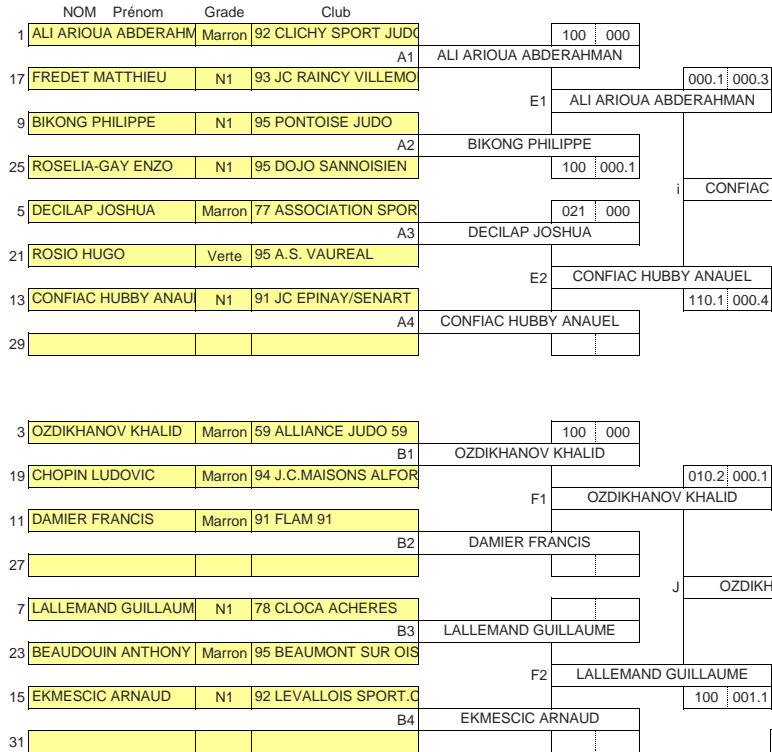 NOM Prénom Grade Club
1 ALI ARIOUA ABDERAHM Marron 92 CLICHY SPORT JUDO 100 000
A1 ALI ARIOUA ABDERAHMAN
17 FREDET MATTHIEU N1 93 JC RAINCY VILLEMO 000.1 000.3
E1 ALI ARIOUA ABDERAHMAN
9 BIKONG PHILIPPE N1 95 PONTOISE JUDO
A2 BIKONG PHILIPPE
25 ROSELIA-GAY ENZO N1 95 DOJO SANNOISIEN 100 000.1
i CONFIAC
5 DECILAP JOSHUA Marron 77 ASSOCIATION SPOR 021 000
A3 DECILAP JOSHUA
21 ROSIO HUGO Verte 95 A.S. VAUREAL
E2 CONFIAC HUBBY ANAUEL
13 CONFIAC HUBBY ANAU N1 91 JC EPINAY/SENART 110.1 000.4
A4 CONFIAC HUBBY ANAUEL
29
3 OZDIKHANOV KHALID Marron 59 ALLIANCE JUDO 59 100 000
B1 OZDIKHANOV KHALID
19 CHOPIN LUDOVIC Marron 94 J.C.MAISONS ALFOR 010.2 000.1
F1 OZDIKHANOV KHALID
11 DAMIER FRANCIS Marron 91 FLAM 91
B2 DAMIER FRANCIS
27
J OZDIKH
7 LALLEMAND GUILLAUM N1 78 CLOCA ACHERES
B3 LALLEMAND GUILLAUME
23 BEAUDOUIN ANTHONY Marron 95 BEAUMONT SUR OIS
F2 LALLEMAND GUILLAUME
15 EKMESCIC ARNAUD N1 92 LEVALLOIS SPORT.C 100 001.1
B4 EKMESCIC ARNAUD
31